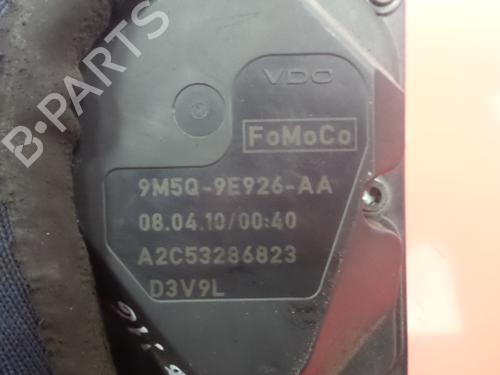 B-PARTS
VDO
FoMoCo
9M5Q-9E926-AA
08.04.10/00:40
A2C53286823
D3V9L